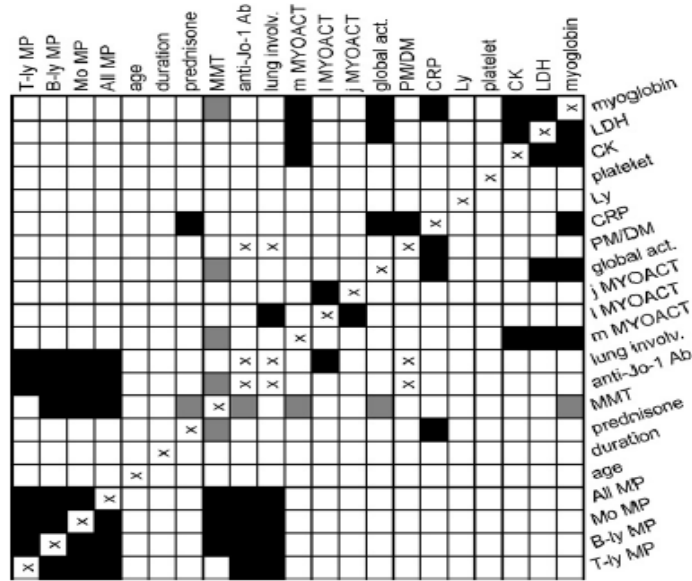 T-ly MP
B-ly MP
Mo MP
All MP
age
duration
prednisone
MMT
anti-Jo-1 Ab
lung involv.
m MYOACT
l MYOACT
j MYOACT
global act.
PM/DM
CRP
Ly
platelet
CK
LDH
myoglobin
x myoglobin
x LDH
x CK
x platelet
x Ly
x CRP
x x x PM/DM
x global act.
x j MYOACT
x l MYOACT
x m MYOACT
x x x lung involv.
x x x anti-Jo-1 Ab
x MMT
x prednisone
x duration
x age
x All MP
x Mo MP
x B-ly MP
x T-ly MP